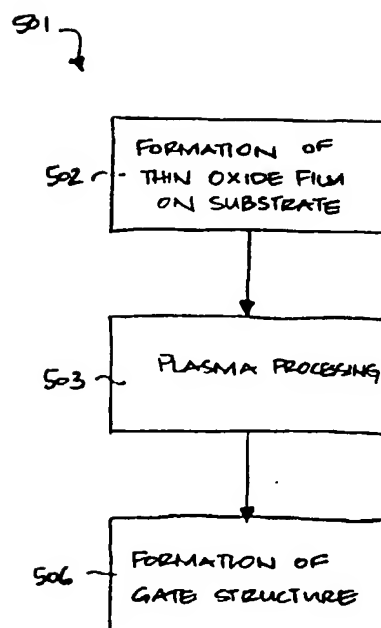 501
FORMATION OF
502 THIN OXIDE FILM
ON SUBSTRATE
503 PLASMA PROCESSING
506 FORMATION OF
GATE STRUCTURE